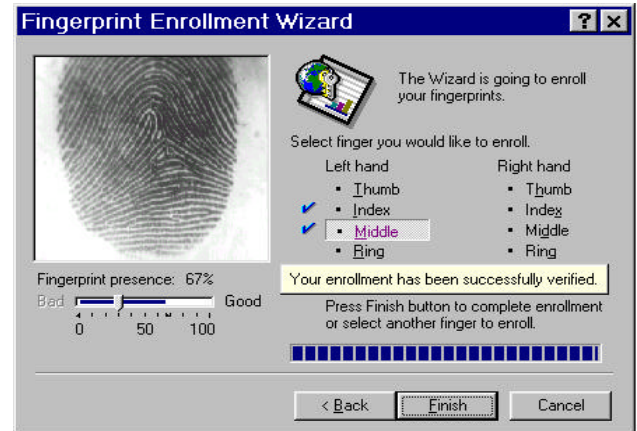 Fingerprint Enrollment Wizard
The Wizard is going to enroll
your fingerprints.
Select finger you would like to enroll.
Left hand Right hand
Thumb Thumb
Index Index
Middle Middle
Ring Ring
Your enrollment has been successfully verified.
Fingerprint presence: 67%
Bad Good
0 50 100
Press Finish button to complete enrollment
or select another finger to enroll.
< Back Finish Cancel